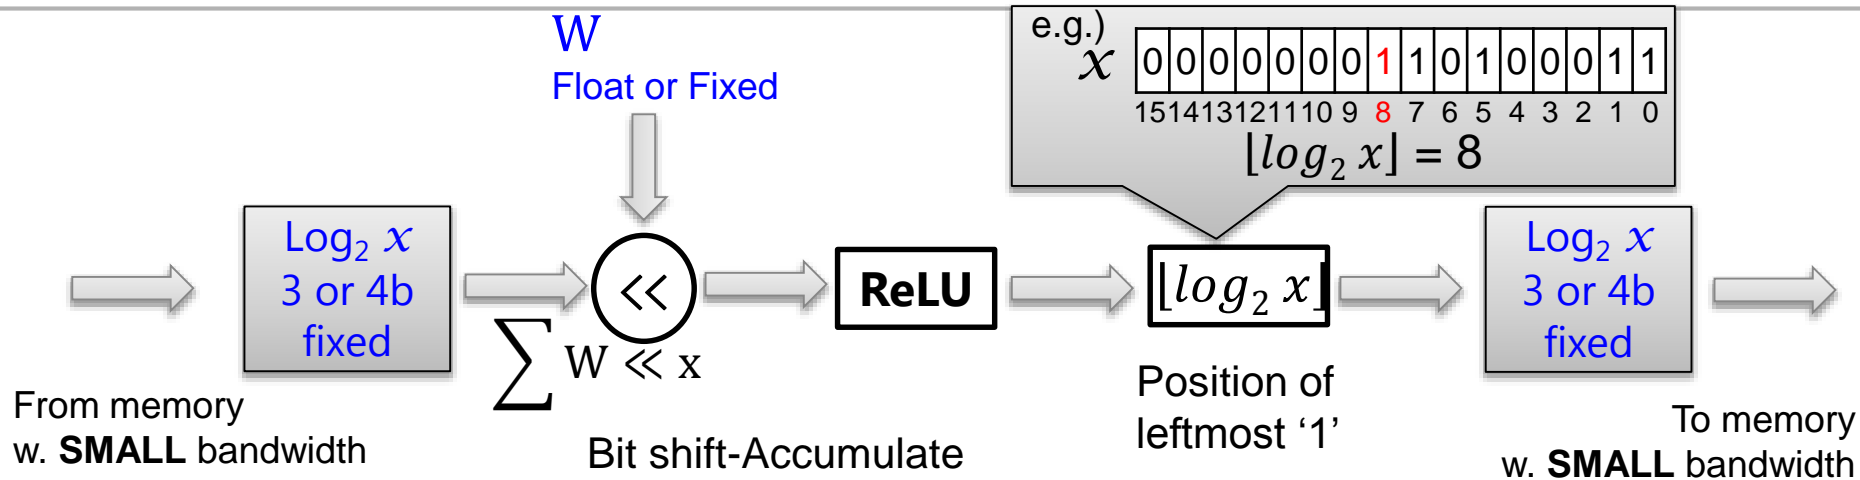 W
Float or Fixed
e.g.)
x 0 0 0 0 0 0 0 1 1 0 1 0 0 0 1 1
15 14 13 12 11 10 9 8 7 6 5 4 3 2 1 0
⌊log₂ x⌋ = 8
Log₂ x
3 or 4b
fixed
<<
∑ W ≪ x
ReLU
⌊log₂ x⌋
Log₂ x
3 or 4b
fixed
From memory
w. SMALL bandwidth
Bit shift-Accumulate
Position of
leftmost ‘1’
To memory
w. SMALL bandwidth